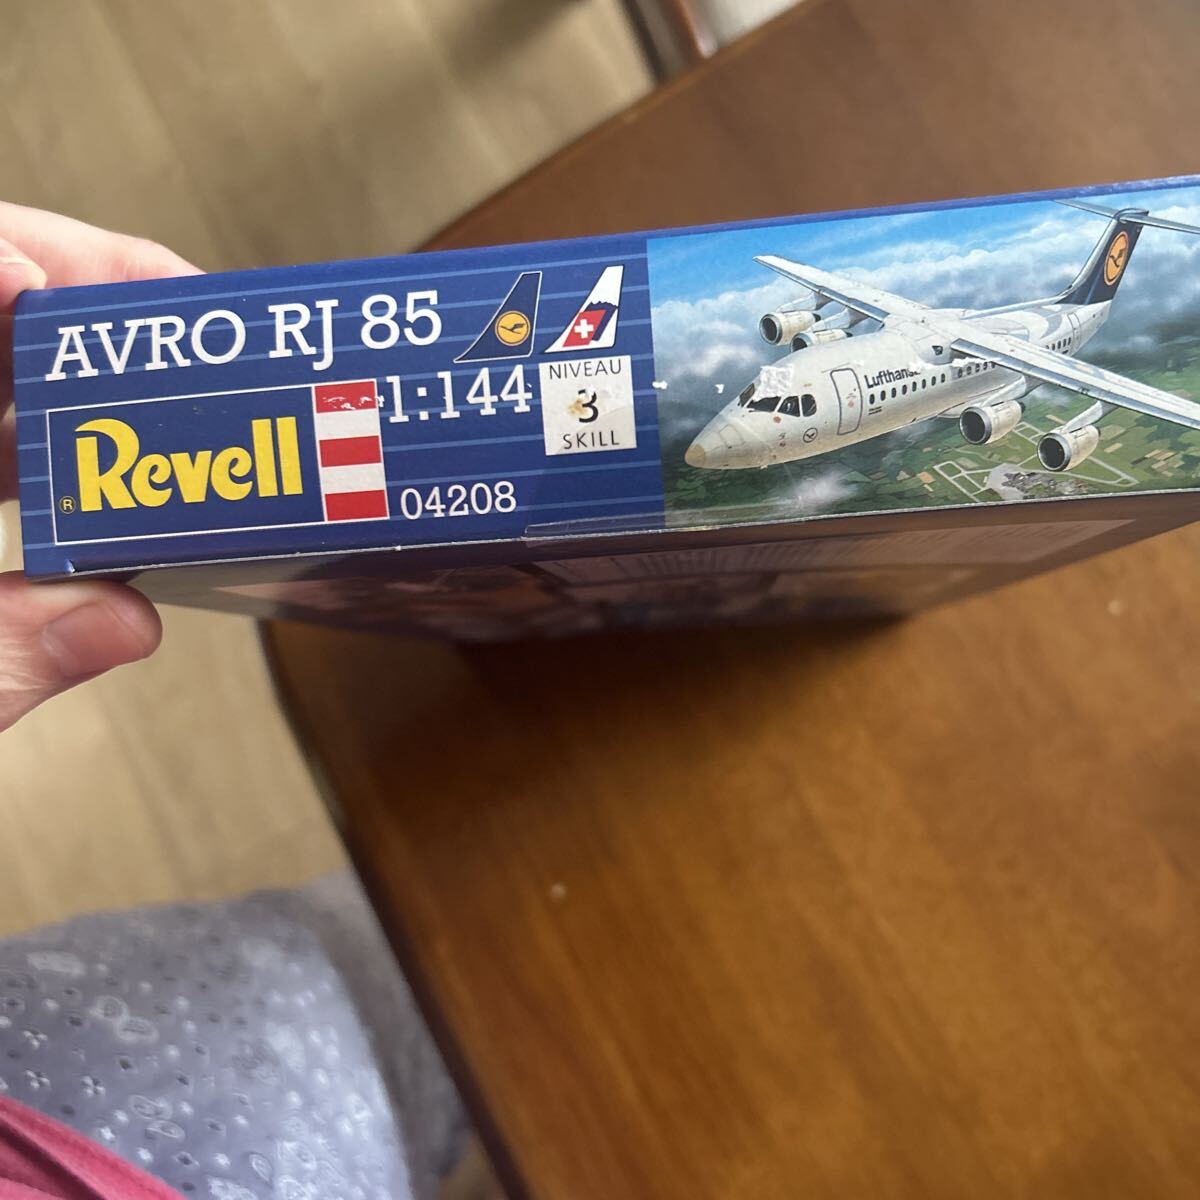 AVRO RJ 85
1:144
NIVEAU
3
SKILL
® Revell
04208
Lufthansa